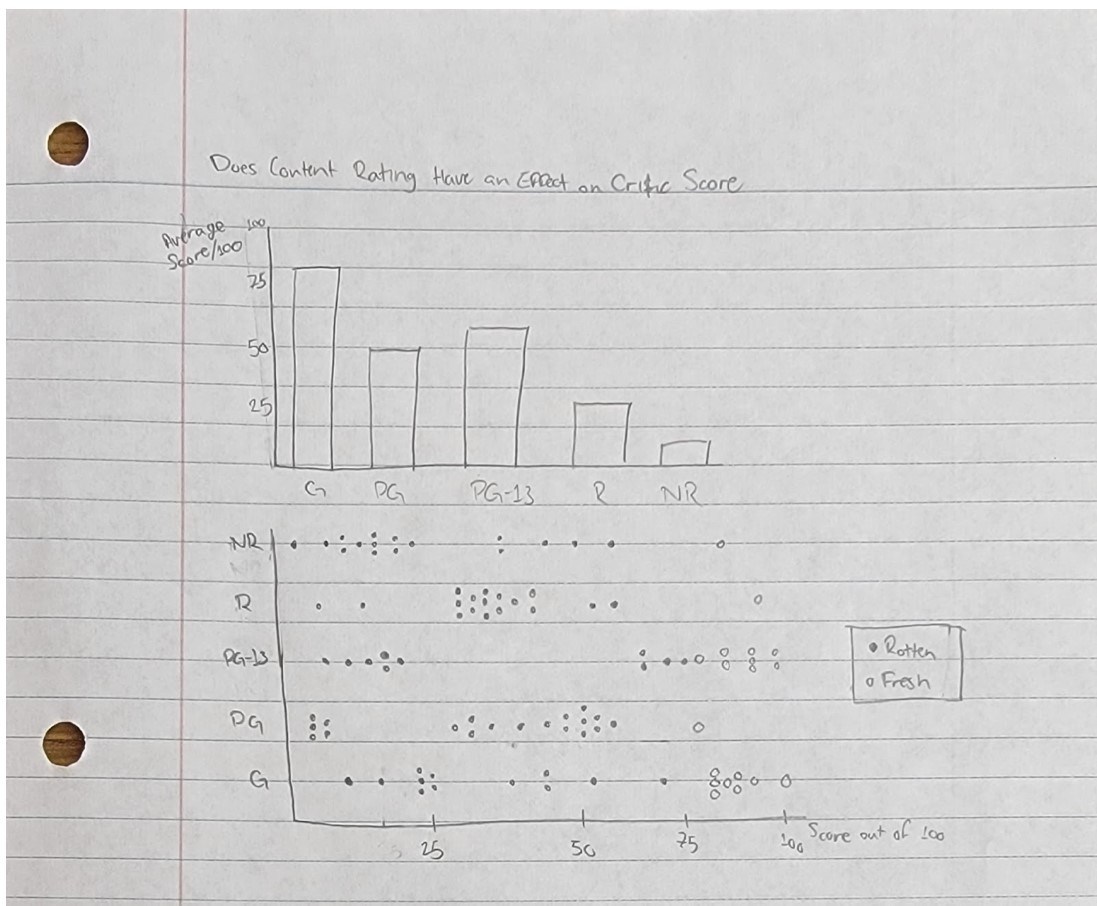 Does Content Rating Have an Effect on Critic Score
Average
Score/100
100
75
50
25
G PG PG-13 R NR
NR
R
PG-13
PG
G
Rotten
Fresh
25 50 75 100 Score out of 100